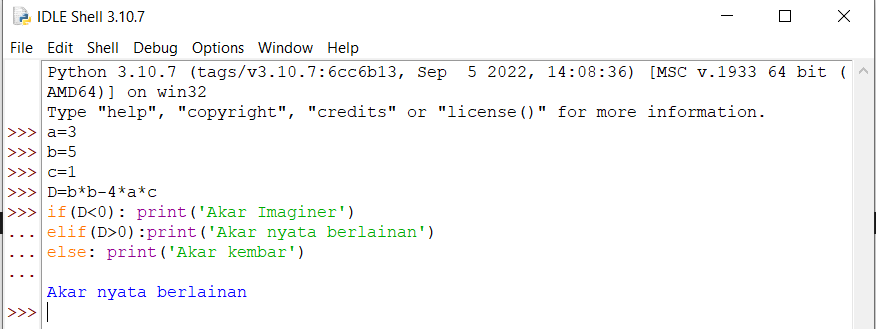 IDLE Shell 3.10.7
File Edit Shell Debug Options Window Help
Python 3.10.7 (tags/v3.10.7:6cc6b13, Sep  5 2022, 14:08:36) [MSC v.1933 64 bit (
AMD64)] on win32
Type "help", "copyright", "credits" or "license()" for more information.
>>> a=3
>>> b=5
>>> c=1
>>> D=b*b-4*a*c
>>> if(D<0): print('Akar Imaginer')
... elif(D>0):print('Akar nyata berlainan')
... else: print('Akar kembar')
...
Akar nyata berlainan
>>>